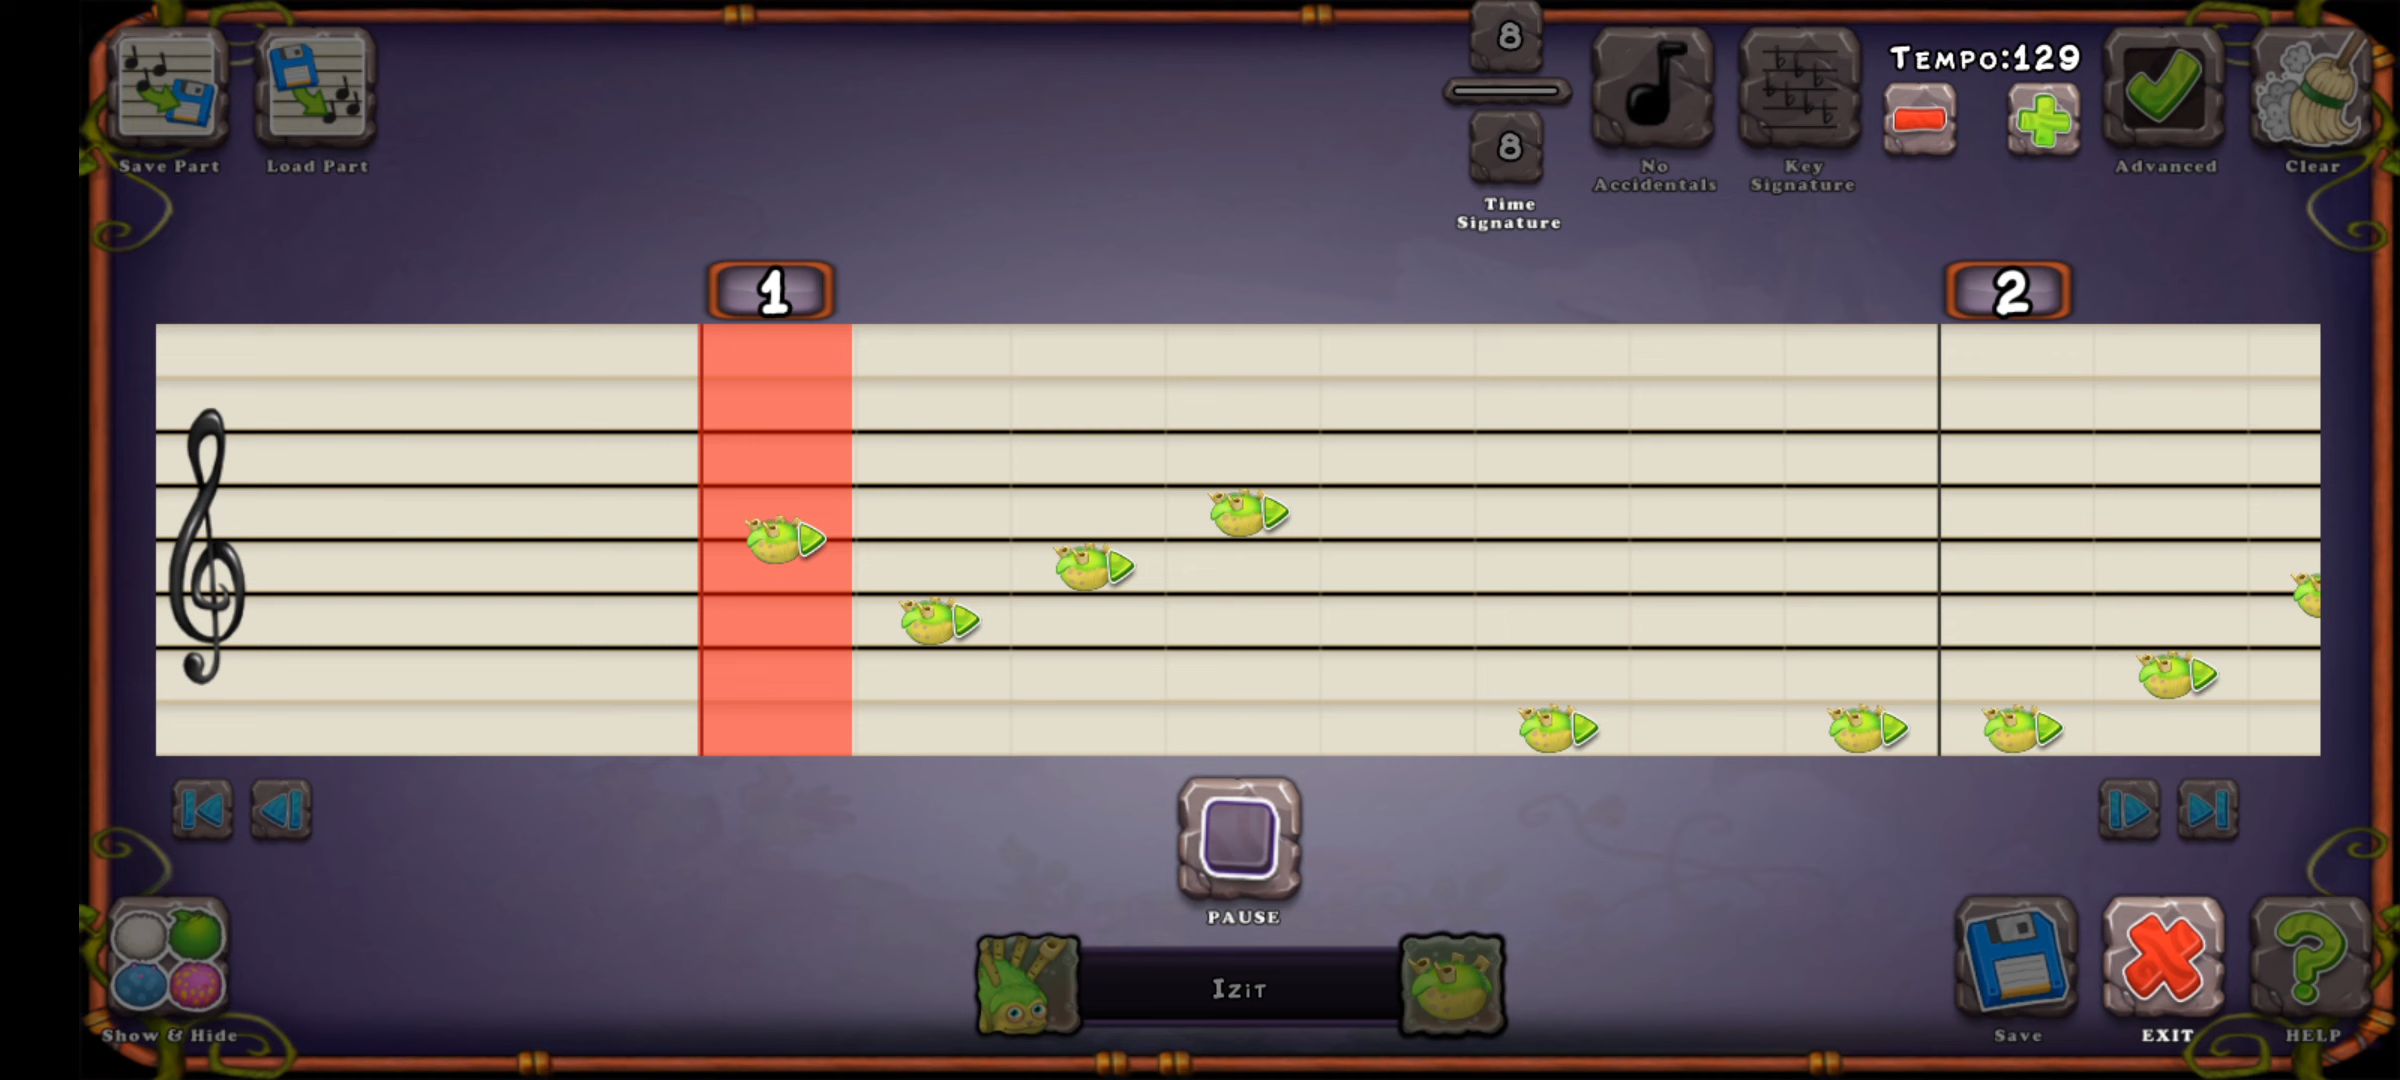 8
Tempo:129
8
Save Part
Load Part
No
Accidentals
Key
Signature
Advanced
Clear
Time
Signature
1
2
PAUSE
Izit
Show & Hide
Save
EXIT
HELP